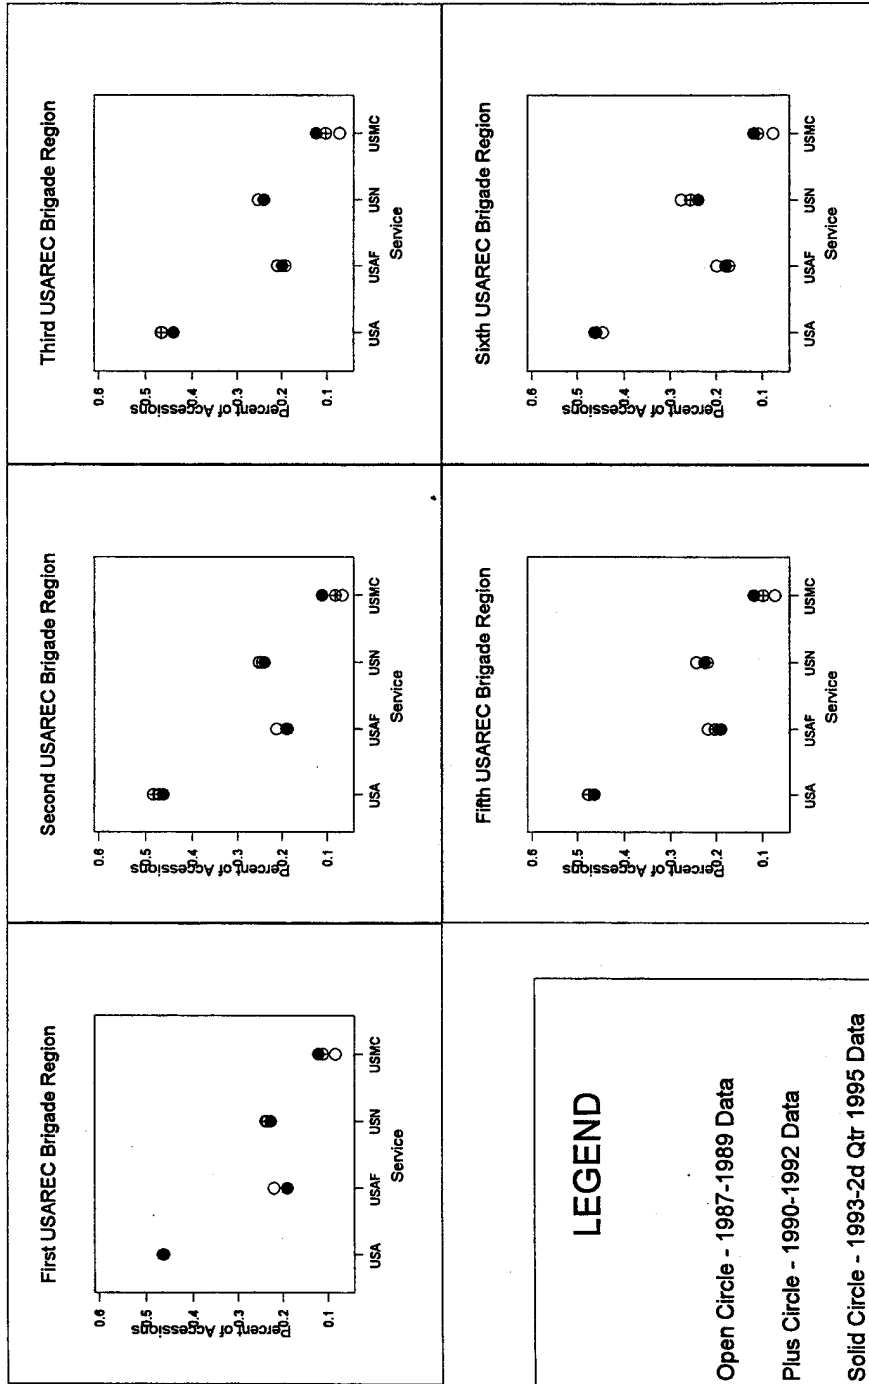 First USAREC Brigade Region
0.6
0.5
0.4
0.3
0.2
0.1
Percent of Accessions
USA
USAF
USN
USMC
Service
Second USAREC Brigade Region
0.6
0.5
0.4
0.3
0.2
0.1
Percent of Accessions
USA
USAF
USN
USMC
Service
Third USAREC Brigade Region
0.6
0.5
0.4
0.3
0.2
0.1
Percent of Accessions
USA
USAF
USN
USMC
Service
LEGEND
Open Circle - 1987-1989 Data
Plus Circle - 1990-1992 Data
Solid Circle - 1993-2d Qtr 1995 Data
Fifth USAREC Brigade Region
0.6
0.5
0.4
0.3
0.2
0.1
Percent of Accessions
USA
USAF
USN
USMC
Service
Sixth USAREC Brigade Region
0.6
0.5
0.4
0.3
0.2
0.1
Percent of Accessions
USA
USAF
USN
USMC
Service